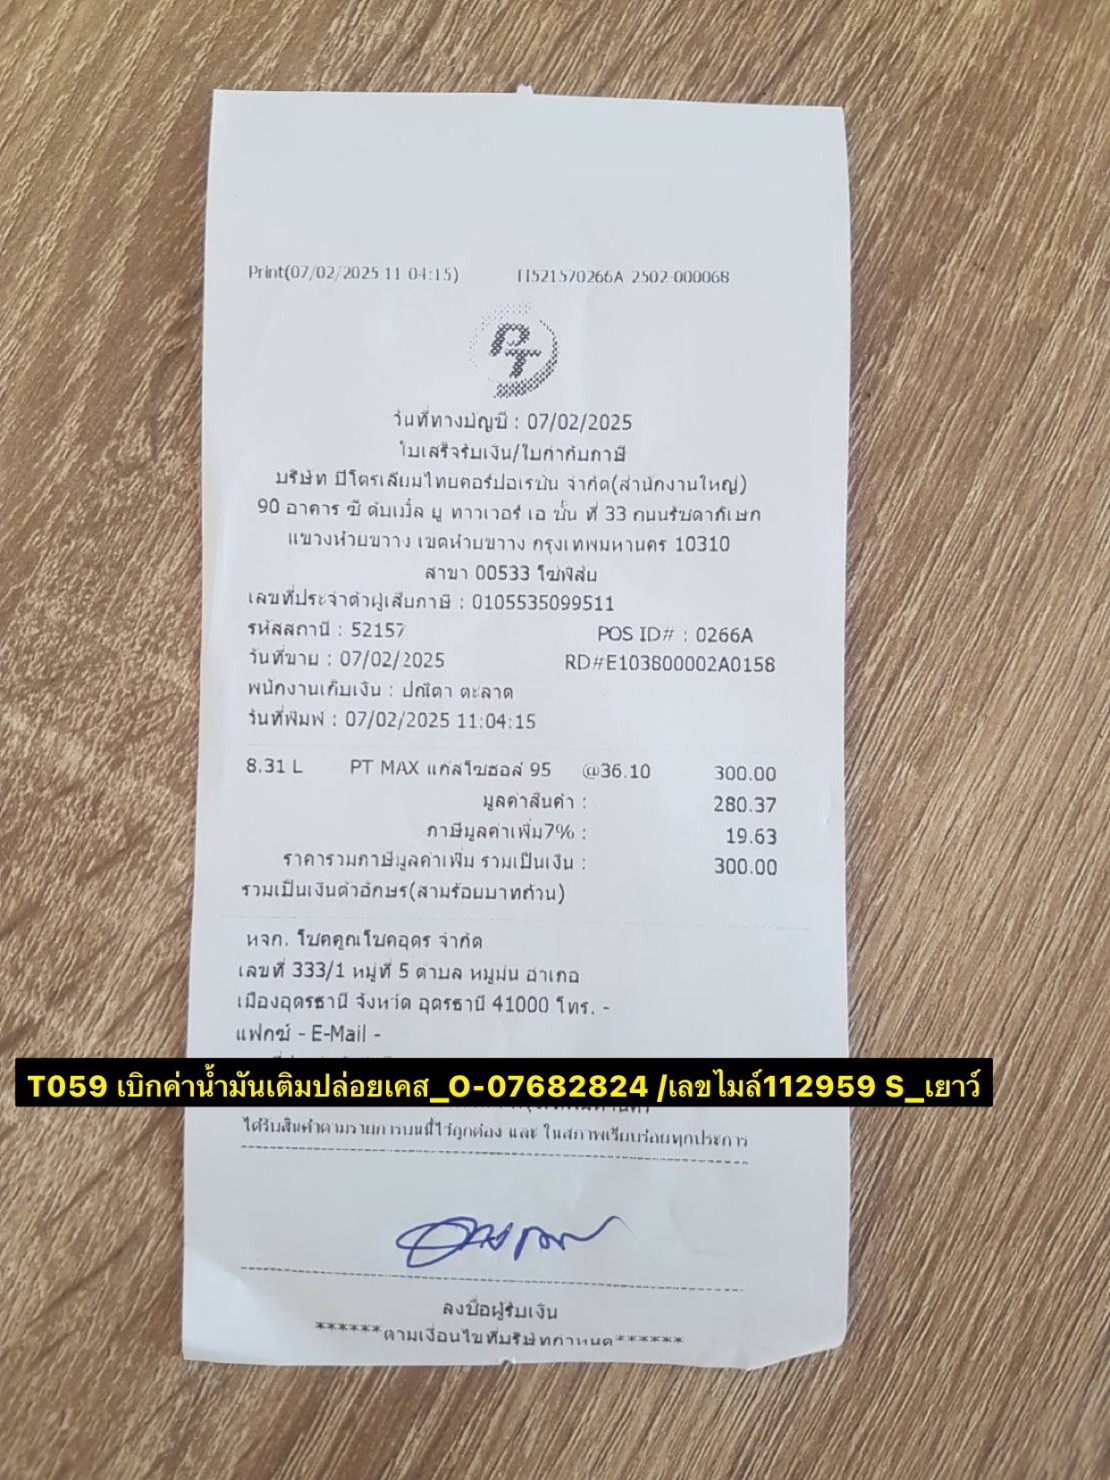 Print(07/02/2025 11:04:15) TI521570266A-2502-000068
PT
วันที่ทางบัญชี : 07/02/2025
ใบเสร็จรับเงิน/ใบกำกับภาษี
บริษัท ปิโตรเลียมไทยคอร์ปอเรชั่น จำกัด(สำนักงานใหญ่)
90 อาคาร ซี ดับเบิ้ล ยู ทาวเวอร์ เอ ชั้น ที่ 33 ถนนรัชดาภิเษก
แขวงห้วยขวาง เขตห้วยขวาง กรุงเทพมหานคร 10310
สาขา 00533 โพพิสัย
เลขที่ประจำตัวผู้เสียภาษี : 0105535099511
รหัสสถานี : 52157 POS ID# : 0266A
วันที่ขาย : 07/02/2025 RD#E103800002A0158
พนักงานเก็บเงิน : ปณิตา ตะลาด
วันที่พิมพ์ : 07/02/2025 11:04:15
8.31 L PT MAX แก๊สโซฮอล์ 95 @36.10 300.00
มูลค่าสินค้า : 280.37
ภาษีมูลค่าเพิ่ม7% : 19.63
ราคารวมภาษีมูลค่าเพิ่ม รวมเป็นเงิน : 300.00
รวมเป็นเงินตัวอักษร(สามร้อยบาทถ้วน)
หจก. โชคคูณโชคอุดร จำกัด
เลขที่ 333/1 หมู่ที่ 5 ตำบล หมูม่น อำเภอ
เมืองอุดรธานี จังหวัด อุดรธานี 41000 โทร. -
แฟกซ์ - E-Mail -
T059 เบิกค่าน้ำมันเติมปล่อยเคส_O-07682824 /เลขไมล์112959 S_เยาว์
ได้รับสินค้าตามรายการบนนี้ไว้ถูกต้อง และ ในสภาพเรียบร้อยทุกประการ
ลงชื่อผู้รับเงิน
******ตามเงื่อนไขที่บริษัทกำหนด******